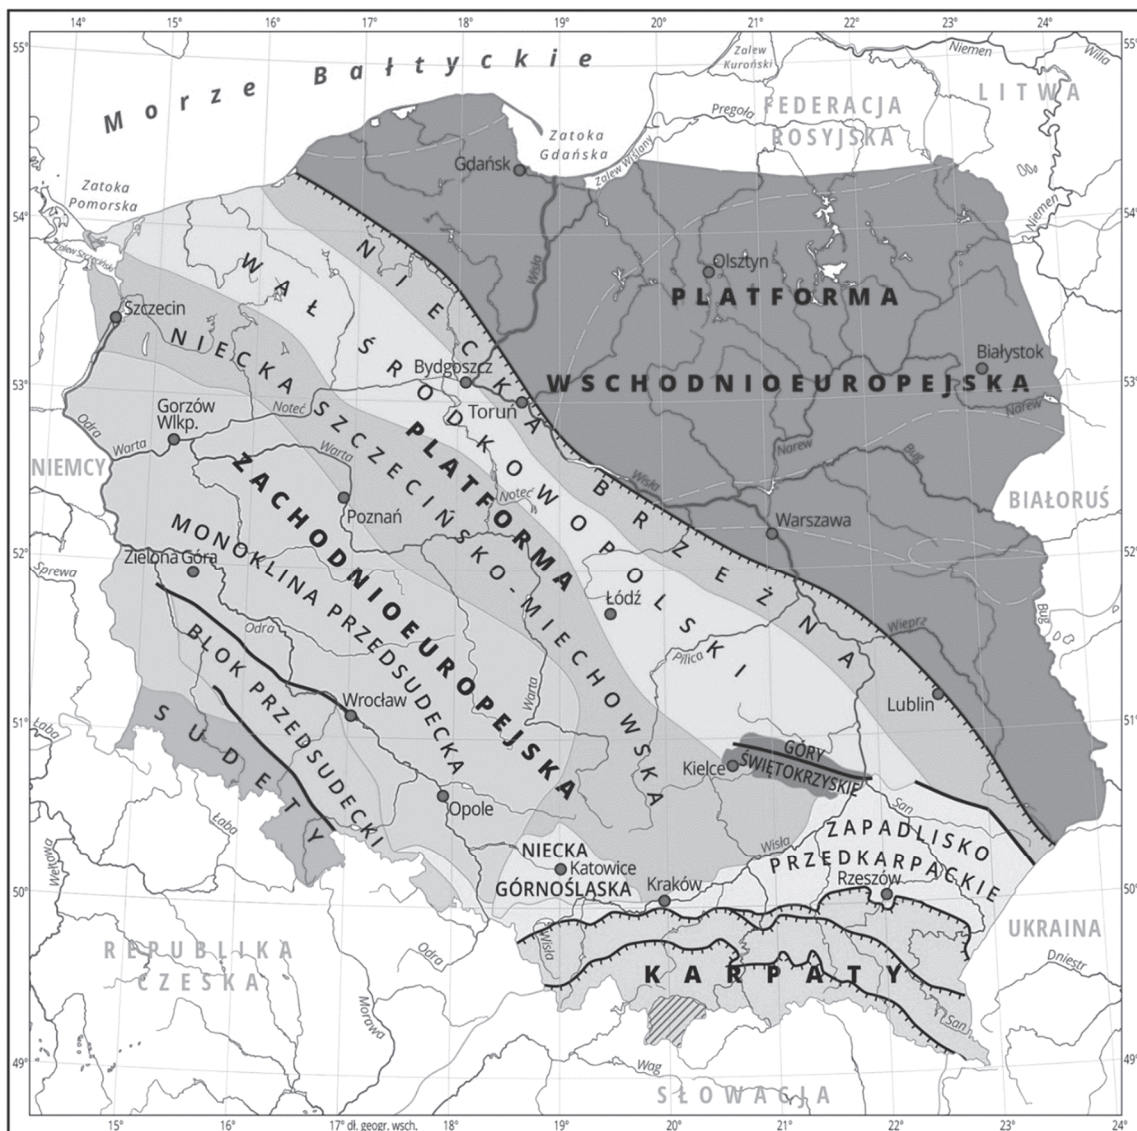 14° 15° 16° 17° 18° 19° 20° 21° 22° 23° 24°
55° 55°
Morze Bałtyckie
Zalew
Kuroński
Niemen
Wilia
LITWA
Pregoła
FEDERACJA
ROSYJSKA
Zatoka
Gdańska
Zalew Wiślany
Gdańsk
Zatoka
Pomorska
54° 54°
Niemen
Zalew Szczeciński
Wisła
Olsztyn
PLATFORMA
WSCHODNIOEUROPEJSKA
Białystok
Narew
Szczecin
WAŁ ŚRODKOWOPOLSKI
NIECKA BRZEŻNA
NIECKA SZCZECIŃSKO-MIECHOWSKA
Bydgoszcz
Toruń
53° 53°
Gorzów
Wlkp.
Noteć
Odra
Warta
Warta
NIEMCY
PLATFORMA
ZACHODNIOEUROPEJSKA
Noteć
Wisła
Narew
Bug
BIAŁORUŚ
Poznań
Warszawa
MONOKLINA PRZEDSUDECKA
52° 52°
Zielona Góra
Sprewa
Łódź
Bug
Wieprz
Odra
BLOK PRZEDSUDECKI
Pilica
Warta
Wrocław
Lublin
51° 51°
Łaba
SUDETY
Kielce
GÓRY
ŚWIĘTOKRZYSKIE
Opole
San
Łaba
Wełtawa
ZAPADLISKO
PRZEDKARPACKIE
Wisła
NIECKA
Katowice
GÓRNOŚLĄSKA
Kraków
Rzeszów
50° 50°
UKRAINA
REPUBLIKA
CZESKA
Odra
Wisła
KARPATY
Dniestr
San
Morawa
49° 49°
Wag
SŁOWACJA
15° 16° 17° dł. geogr. wsch. 18° 19° 20° 21° 22° 23° 24°